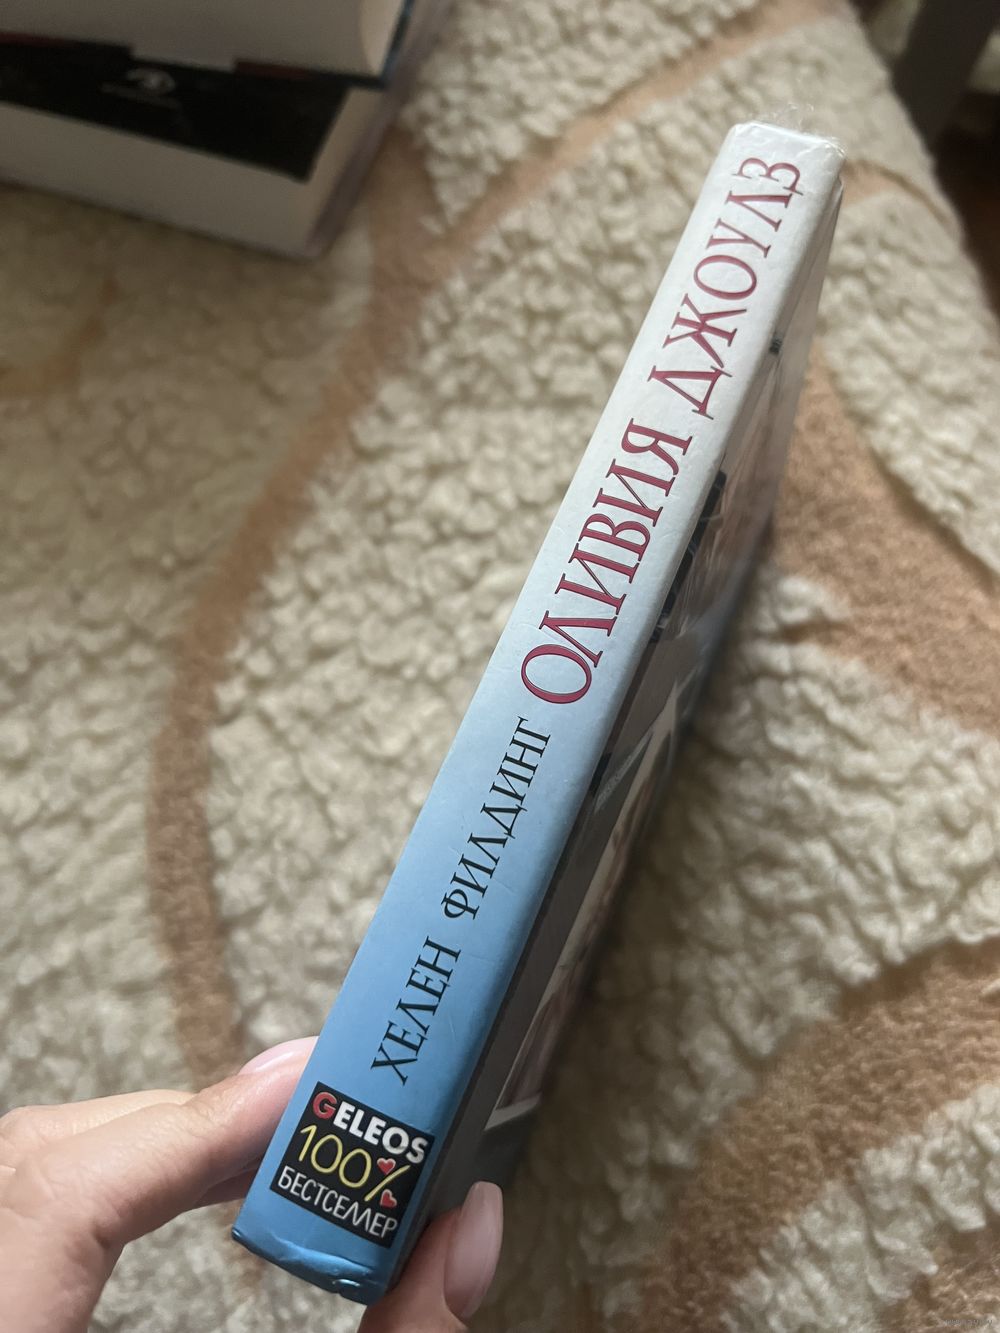 ХЕЛЕН ФИЛДИНГ ОЛИВИЯ ДЖОУЛЗ
GELEOS
100%
БЕСТСЕЛЛЕР